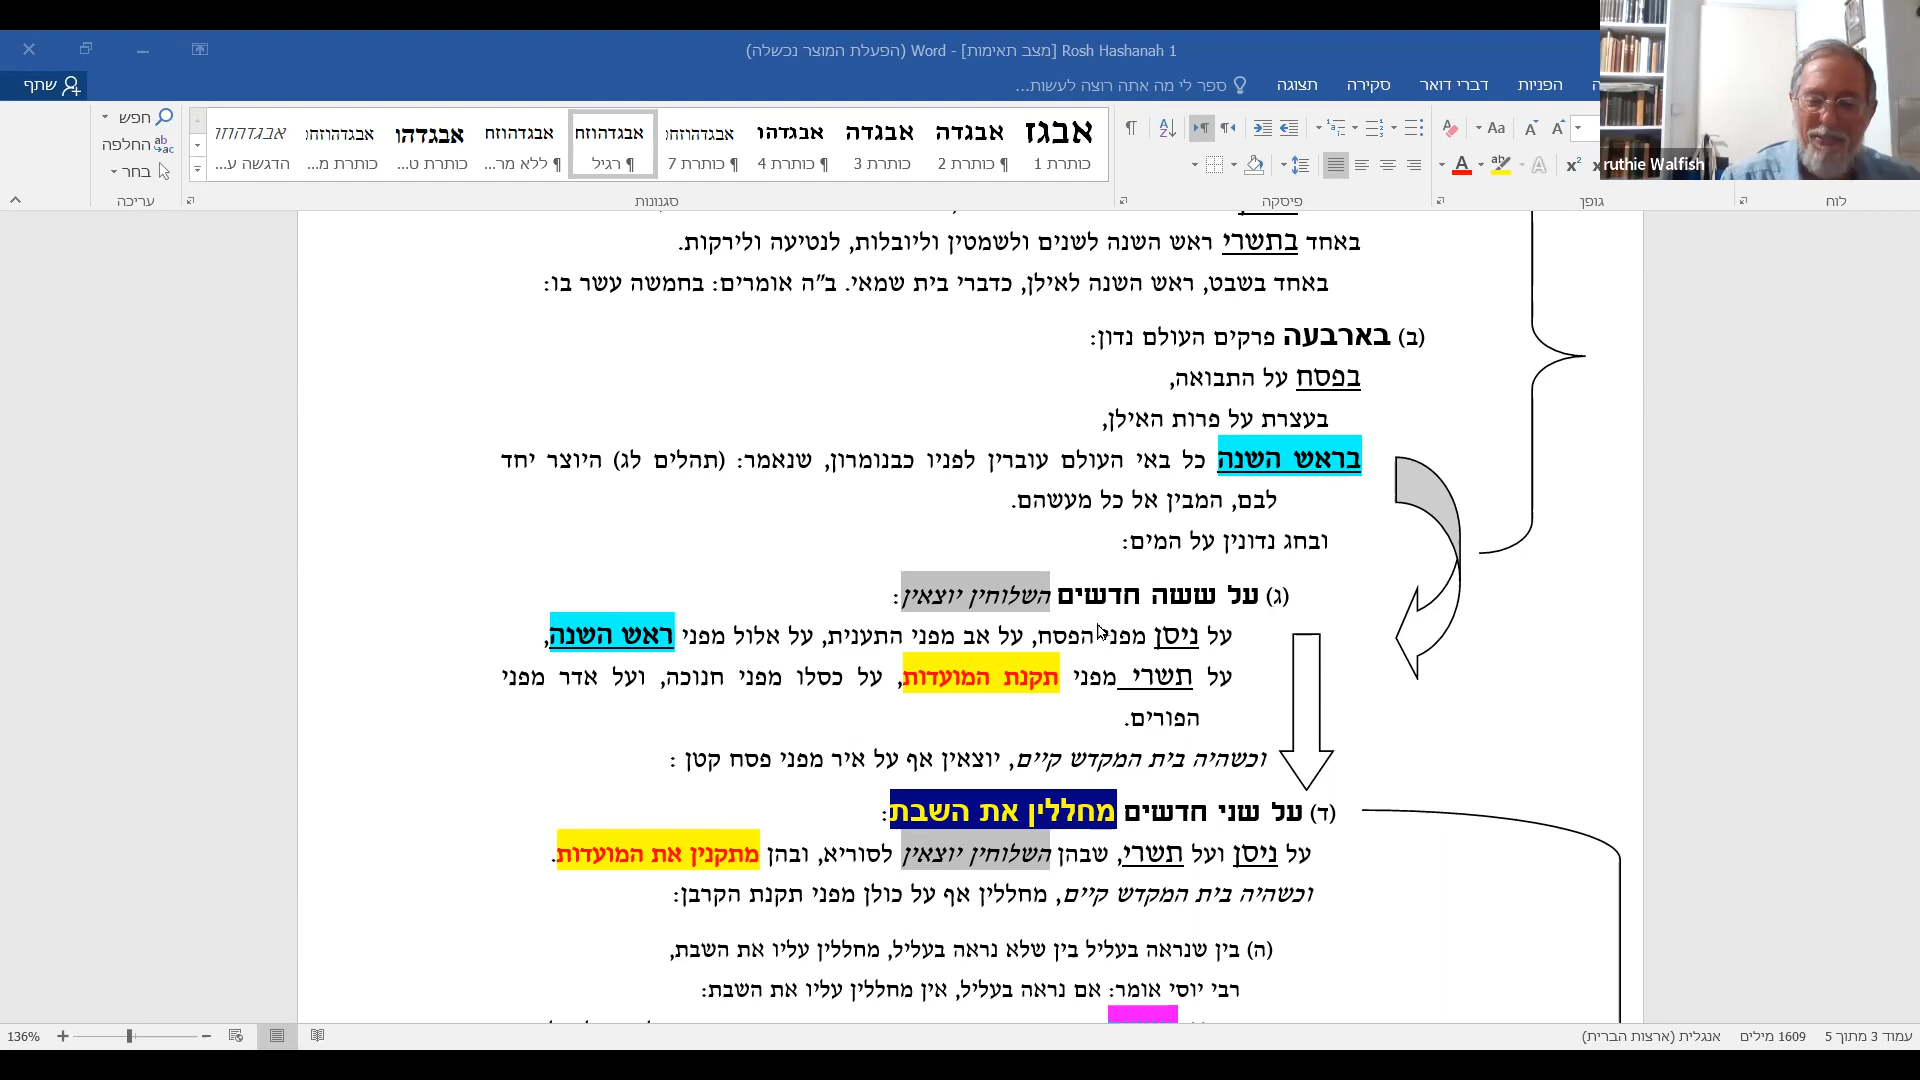 Rosh Hashanah 1 [מצב תאימות] - Word (הפעלת המוצר נכשלה)
הפניות
דברי דואר
סקירה
תצוגה
ספר לי מה אתה רוצה לעשות...
שתף
ruthie Walfish
אבגז
אבגדה
אבגדה
אבגדהו
אבגדהוזחנ
אבגדהוזח
אבגדהוזח
אבגדהו
אבגדהוזחנ
אבגדהוזו
כותרת 1
¶ כותרת 2
כותרת 3
¶ כותרת 4
¶ כותרת 7
¶ רגיל
¶ ללא מר...
כותרת ט...
כותרת מ...
הדגשה ע...
חפש
החלפה
בחר
לוח
גופן
פיסקה
סגנונות
עריכה
באחד בתשרי ראש השנה לשנים ולשמטין וליובלות, לנטיעה ולירקות.
באחד בשבט, ראש השנה לאילן, כדברי בית שמאי. ב"ה אומרים: בחמשה עשר בו:
(ב) בארבעה פרקים העולם נדון:
בפסח על התבואה,
בעצרת על פרות האילן,
בראש השנה כל באי העולם עוברין לפניו כבנומרון, שנאמר: (תהלים לג) היוצר יחד
לבם, המבין אל כל מעשהם.
ובחג נדונין על המים:
(ג) על ששה חדשים השלוחין יוצאין:
על ניסן מפני הפסח, על אב מפני התענית, על אלול מפני ראש השנה,
על תשרי מפני תקנת המועדות, על כסלו מפני חנוכה, ועל אדר מפני
הפורים.
וכשהיה בית המקדש קיים, יוצאין אף על איר מפני פסח קטן :
(ד) על שני חדשים מחללין את השבת:
על ניסן ועל תשרי, שבהן השלוחין יוצאין לסוריא, ובהן מתקנין את המועדות.
וכשהיה בית המקדש קיים, מחללין אף על כולן מפני תקנת הקרבן:
(ה) בין שנראה בעליל בין שלא נראה בעליל, מחללין עליו את השבת,
רבי יוסי אומר: אם נראה בעליל, אין מחללין עליו את השבת:
עמוד 3 מתוך 5
1609 מילים
אנגלית (ארצות הברית)
136%